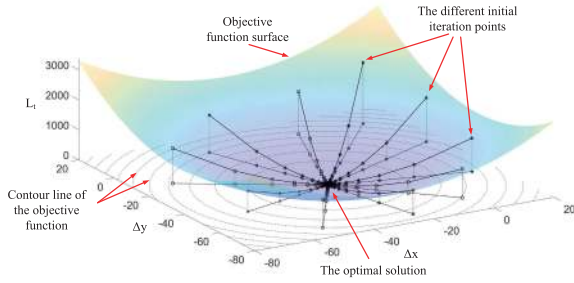 Objective
function surface
The different initial
iteration points
3000
2000
1000
0
L₁
20
0
-20
-40
-60
-80
Δy
Contour line of
the objective
function
-80
-60
-40
-20
0
20
Δx
The optimal solution